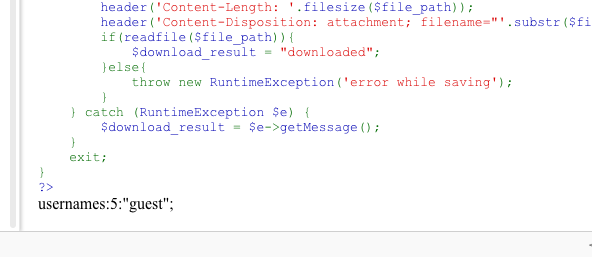 header('Content-Length: '.filesize($file_path));
header('Content-Disposition: attachment; filename="'.substr($fi
if(readfile($file_path)){
$download_result = "downloaded";
}else{
throw new RuntimeException('error while saving');
}
} catch (RuntimeException $e) {
$download_result = $e->getMessage();
}
exit;
}
?>
usernames:5:"guest";